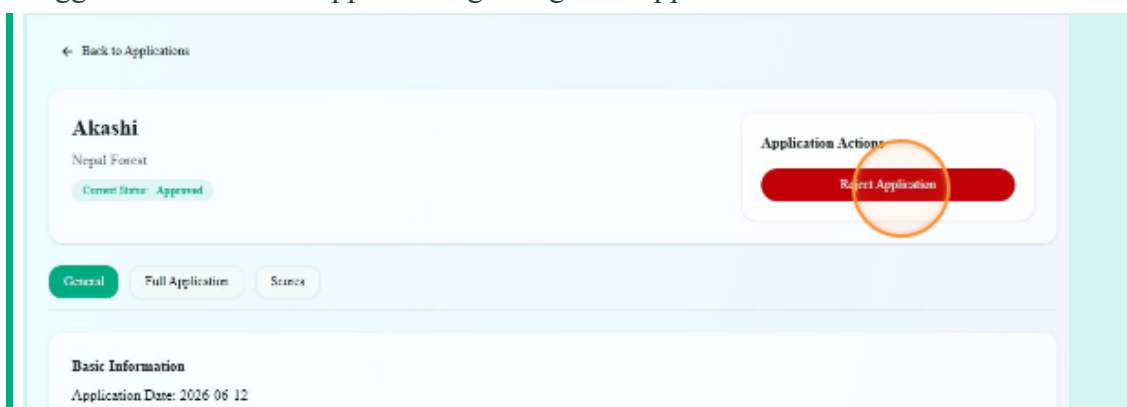 ← Back to Applications
Akashi
Nepal Forest
Current Status: Approved
Application Actions
Reject Application
General
Full Application
Scores
Basic Information
Application Date: 2026-06-12